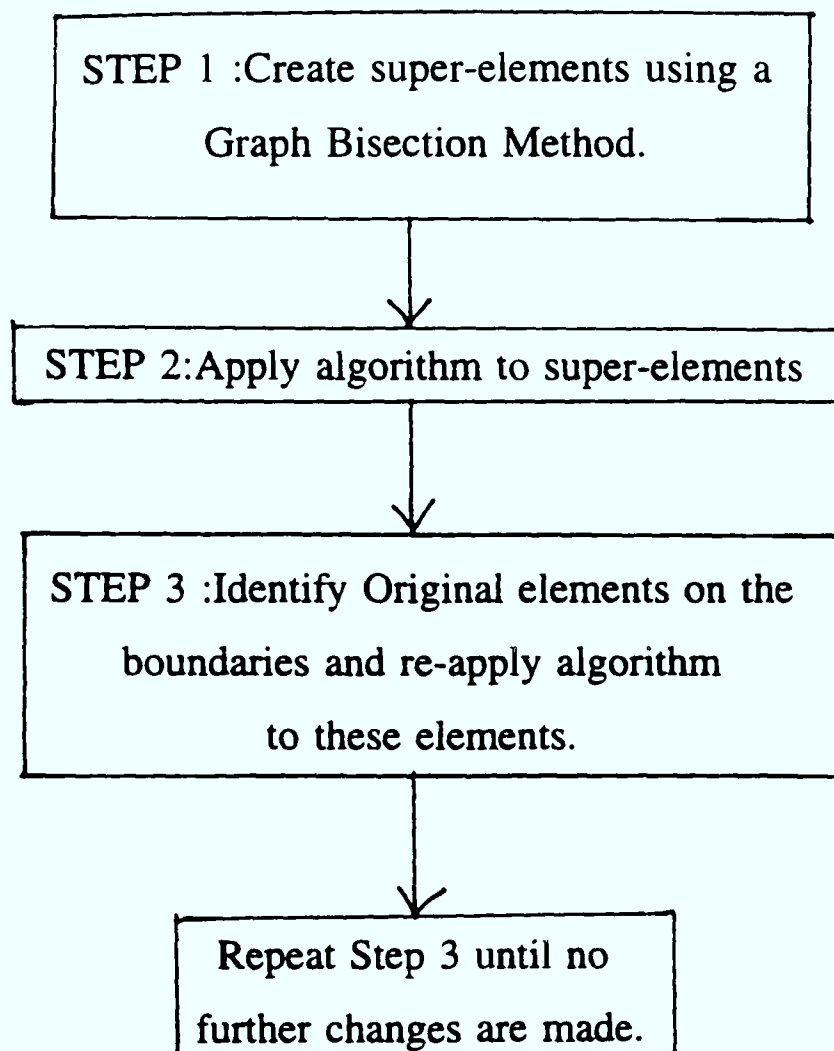 STEP 1 :Create super-elements using a
Graph Bisection Method.
STEP 2:Apply algorithm to super-elements
STEP 3 :Identify Original elements on the
boundaries and re-apply algorithm
to these elements.
Repeat Step 3 until no
further changes are made.